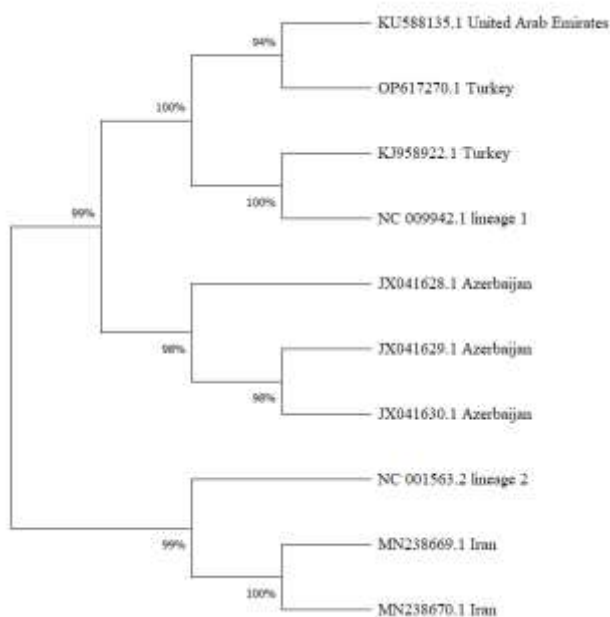 KU588135.1 United Arab Emirates
94%
OP617270.1 Turkey
100%
KJ958922.1 Turkey
100%
NC 009942.1 lineage 1
99%
JX041628.1 Azerbaijan
98%
JX041629.1 Azerbaijan
98%
JX041630.1 Azerbaijan
NC 001563.2 lineage 2
99%
MN238669.1 Iran
100%
MN238670.1 Iran